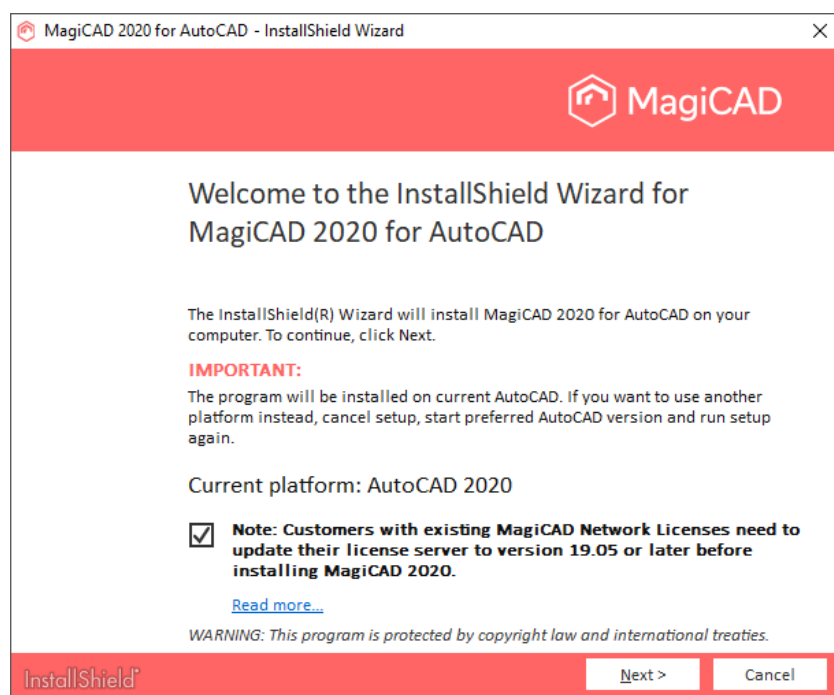 MagiCAD 2020 for AutoCAD - InstallShield Wizard
MagiCAD
Welcome to the InstallShield Wizard for
MagiCAD 2020 for AutoCAD
The InstallShield(R) Wizard will install MagiCAD 2020 for AutoCAD on your
computer. To continue, click Next.
IMPORTANT:
The program will be installed on current AutoCAD. If you want to use another
platform instead, cancel setup, start preferred AutoCAD version and run setup
again.
Current platform: AutoCAD 2020
Note: Customers with existing MagiCAD Network Licenses need to
update their license server to version 19.05 or later before
installing MagiCAD 2020.
Read more...
WARNING: This program is protected by copyright law and international treaties.
InstallShield
Next >
Cancel